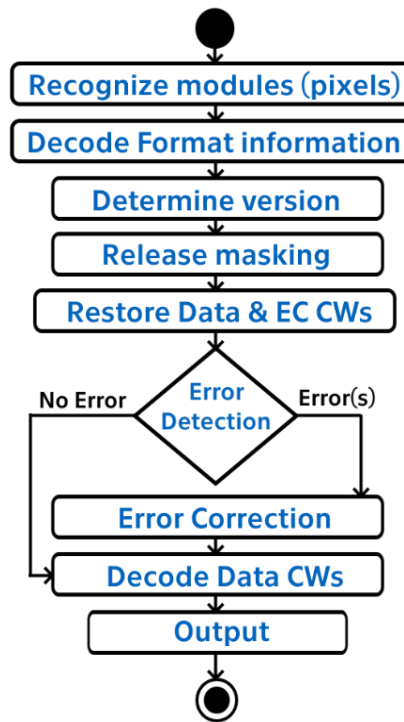 Recognize modules (pixels)
Decode Format information
Determine version
Release masking
Restore Data & EC CWs
No Error
Error
Detection
Error(s)
Error Correction
Decode Data CWs
Output